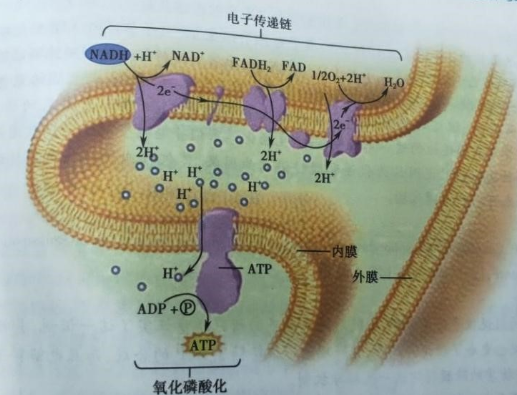 电子传递链
NADH +H⁺
NAD⁺
FADH₂
FAD
1/2O₂+2H⁺
H₂O
2e⁻
2e⁻
2H⁺
2H⁺
2H⁺
H⁺
H⁺
H⁺
H⁺
内膜
H⁺
ATP
外膜
ADP + P
ATP
氧化磷酸化